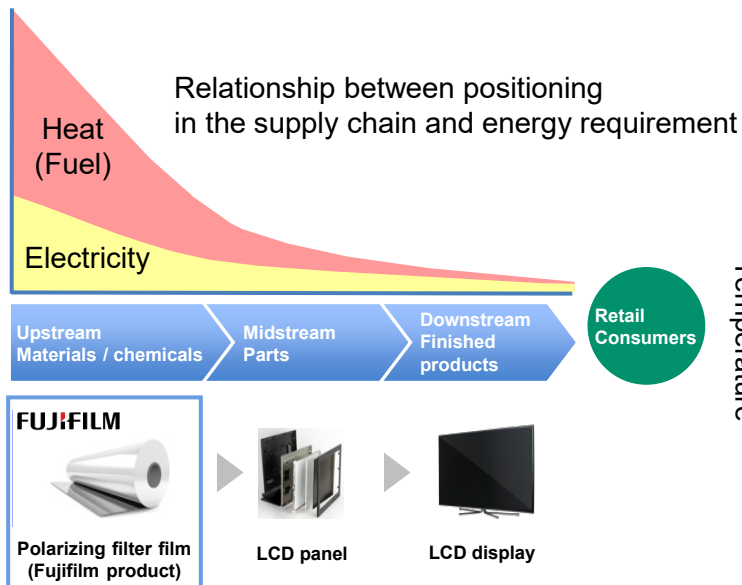 Relationship between positioning
in the supply chain and energy requirement
Heat
(Fuel)
Electricity
Upstream
Materials / chemicals
Midstream
Parts
Downstream
Finished
products
Retail
Consumers
Temperature
FUJIFILM
Polarizing filter film
(Fujifilm product)
LCD panel
LCD display